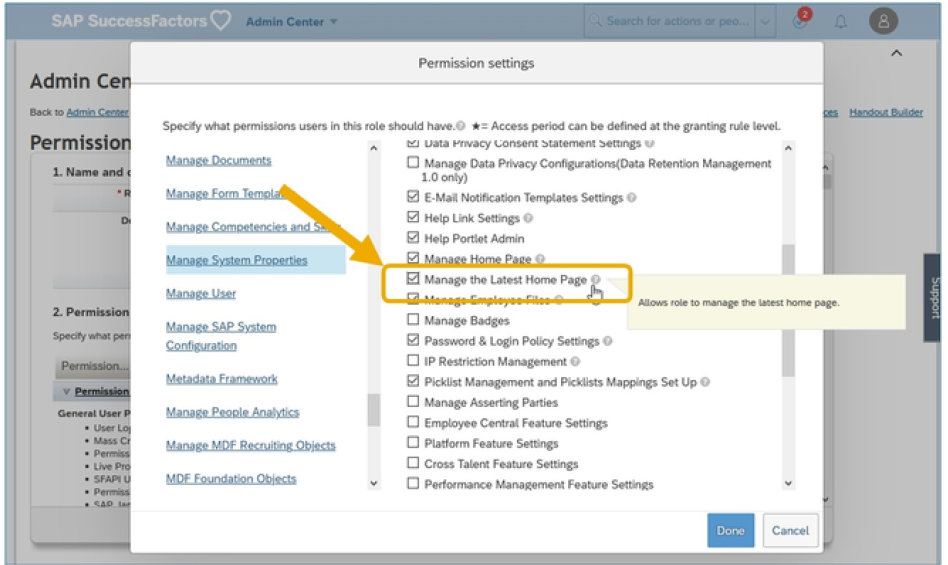 SAP SuccessFactors Admin Center
Search for actions or peo...
2
8
Admin Cen
Back to Admin Center
ces Handout Builder
Permission
1. Name and
* R
De
2. Permission
Specify what per
Permission...
Permission
General User P
User Lo
Mass Cr
Permiss
Live Pro
SFAPI U
Permiss
SAP Jar
Permission settings
Specify what permissions users in this role should have. ★= Access period can be defined at the granting rule level.
Manage Documents
Manage Form Templa
Manage Competencies and Sk
Manage System Properties
Manage User
Manage SAP System
Configuration
Metadata Framework
Manage People Analytics
Manage MDF Recruiting Objects
MDF Foundation Objects
Data Privacy Consent Statement Settings
Manage Data Privacy Configurations(Data Retention Management
1.0 only)
E-Mail Notification Templates Settings
Help Link Settings
Help Portlet Admin
Manage Home Page
Manage the Latest Home Page
Manage Employee Files
Manage Badges
Password & Login Policy Settings
IP Restriction Management
Picklist Management and Picklists Mappings Set Up
Manage Asserting Parties
Employee Central Feature Settings
Platform Feature Settings
Cross Talent Feature Settings
Performance Management Feature Settings
Allows role to manage the latest home page.
Support
Done Cancel